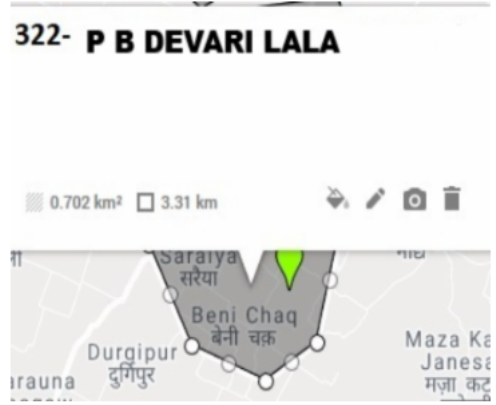 322- P B DEVARI LALA
0.702 km² 3.31 km
Saraiya
सरैया
Beni Chaq
बेनी चक़
Durgipur
दुर्गिपुर
Maza Ka
Janesa
मज़ा कट
arauna